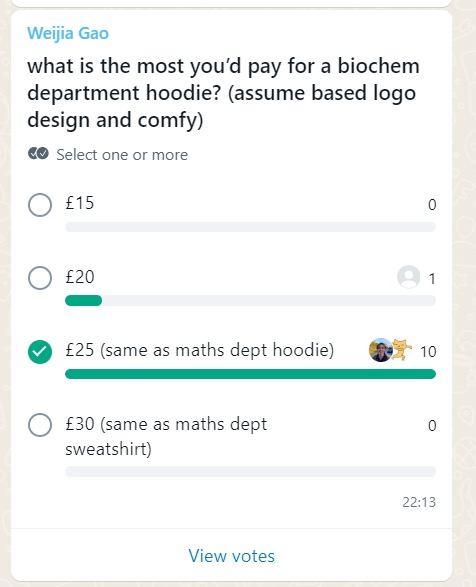 Weijia Gao
what is the most you’d pay for a biochem
department hoodie? (assume based logo
design and comfy)
Select one or more
£15 0
£20 1
£25 (same as maths dept hoodie) 10
£30 (same as maths dept 0
sweatshirt)
22:13
View votes